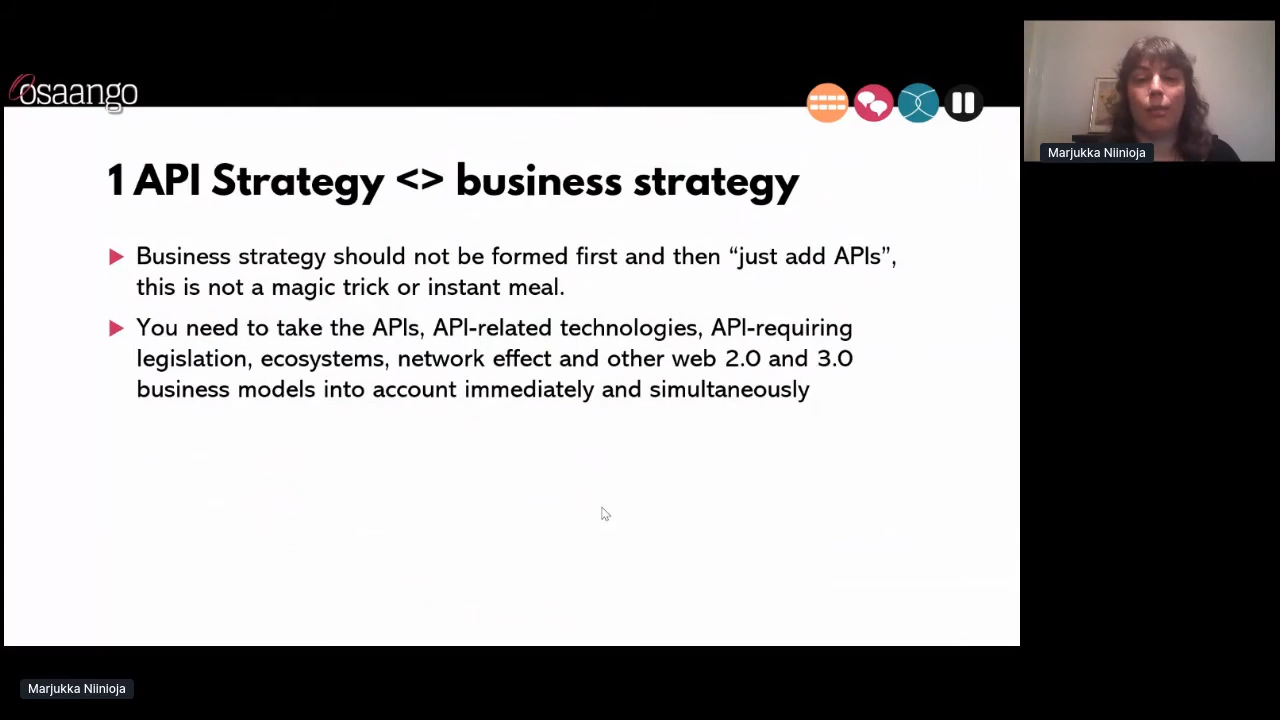 osaango
Marjukka Niinioja
1 API Strategy <> business strategy
Business strategy should not be formed first and then “just add APIs”,
this is not a magic trick or instant meal.
You need to take the APIs, API-related technologies, API-requiring
legislation, ecosystems, network effect and other web 2.0 and 3.0
business models into account immediately and simultaneously
Marjukka Niinioja